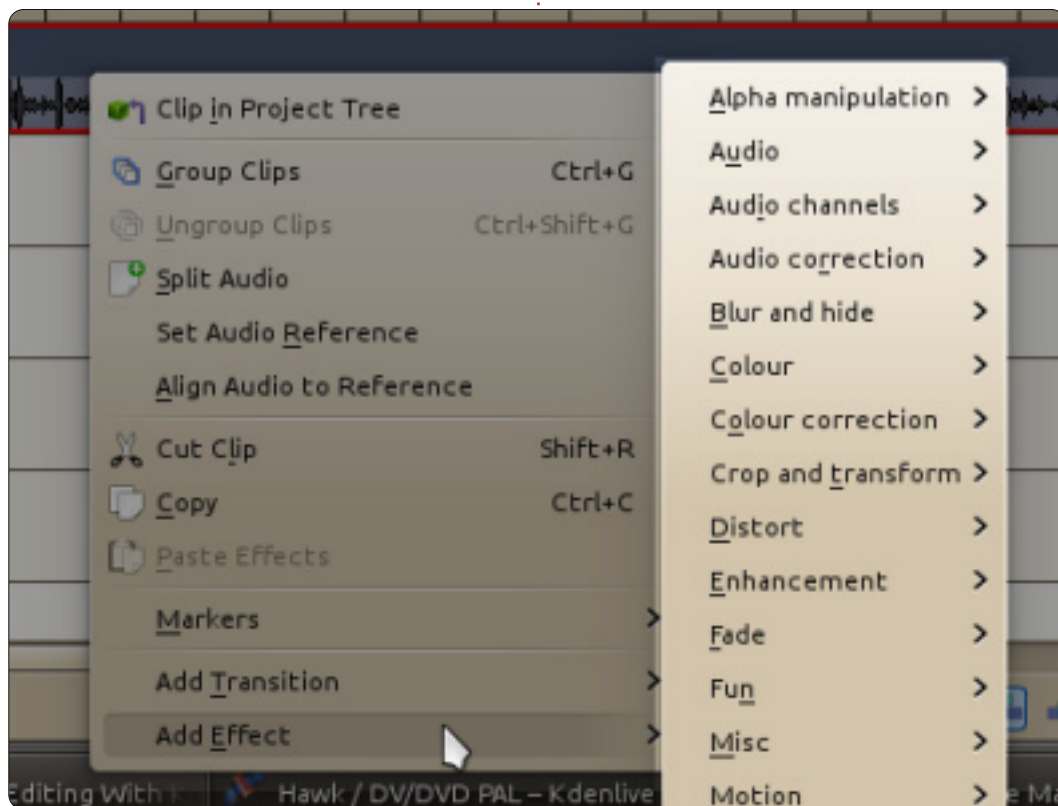 Clip in Project Tree
Group Clips Ctrl+G
Ungroup Clips Ctrl+Shift+G
Split Audio
Set Audio Reference
Align Audio to Reference
Cut Clip Shift+R
Copy Ctrl+C
Paste Effects
Markers
Add Transition
Add Effect
Alpha manipulation
Audio
Audio channels
Audio correction
Blur and hide
Colour
Colour correction
Crop and transform
Distort
Enhancement
Fade
Fun
Misc
Motion
Editing With
Hawk / DV/DVD PAL – Kdenlive